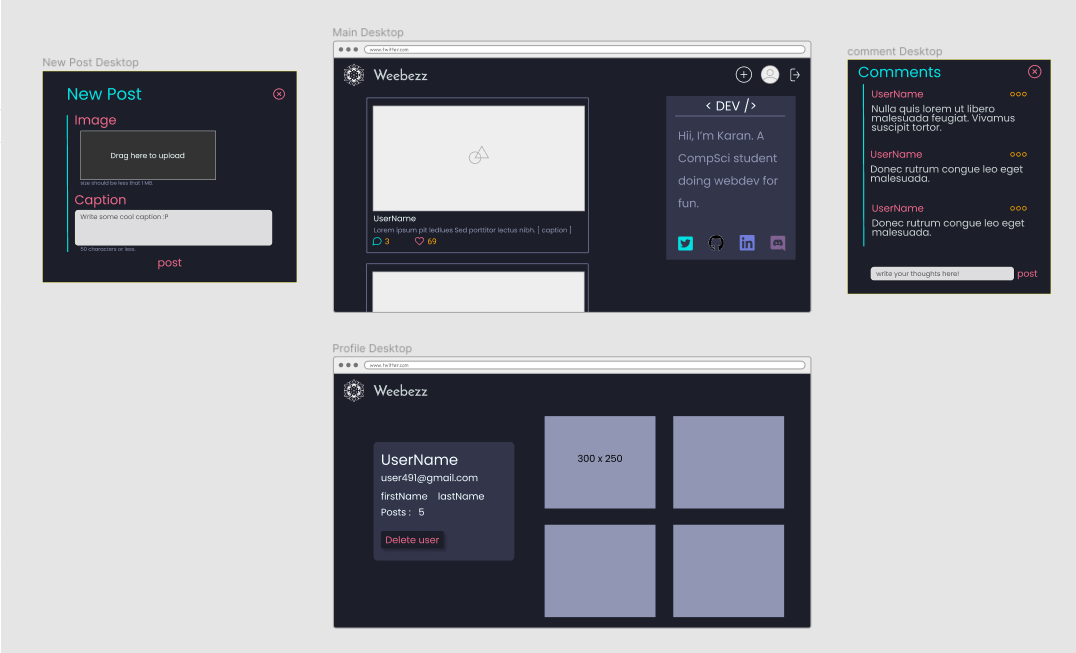 Main Desktop
www.twitter.com
Weebezz
UserName
Lorem ipsum pit lediues Sed porttitor lectus nibh. [ caption ]
3
69
< DEV />
Hii, I'm Karan. A
CompSci student
doing webdev for
fun.
New Post Desktop
New Post
Image
Drag here to upload
size should be less that 1 MB.
Caption
Write some cool caption :P
50 characters or less.
post
comment Desktop
Comments
UserName
Nulla quis lorem ut libero
malesuada feugiat. Vivamus
suscipit tortor.
UserName
Donec rutrum congue leo eget
malesuada.
UserName
Donec rutrum congue leo eget
malesuada.
write your thoughts here!
post
Profile Desktop
www.twitter.com
Weebezz
UserName
user491@gmail.com
firstName lastName
Posts : 5
Delete user
300 x 250